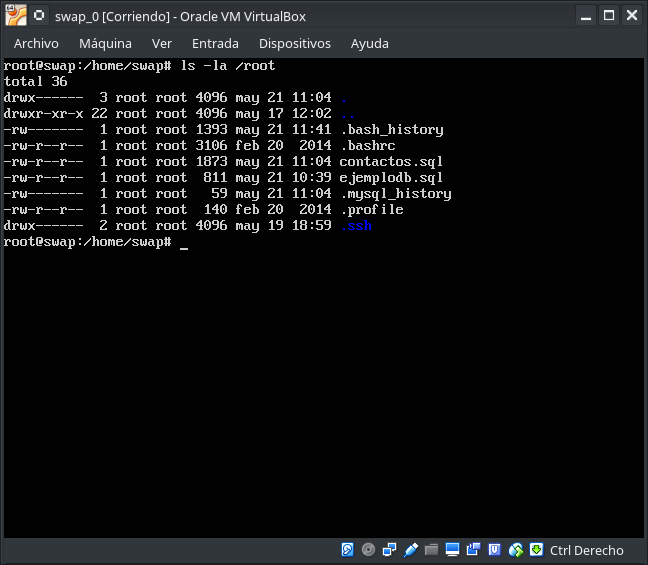 swap_0 [Corriendo] - Oracle VM VirtualBox
Archivo Máquina Ver Entrada Dispositivos Ayuda
root@swap:/home/swap# ls -la /root
total 36
drwx------  3 root root 4096 may 21 11:04 .
drwxr-xr-x 22 root root 4096 may 17 12:02 ..
-rw-------  1 root root 1393 may 21 11:41 .bash_history
-rw-r--r--  1 root root 3106 feb 20  2014 .bashrc
-rw-r--r--  1 root root 1873 may 21 11:04 contactos.sql
-rw-r--r--  1 root root  811 may 21 10:39 ejemplodb.sql
-rw-------  1 root root   59 may 21 11:04 .mysql_history
-rw-r--r--  1 root root  140 feb 20  2014 .profile
drwx------  2 root root 4096 may 19 18:59 .ssh
root@swap:/home/swap# _
Ctrl Derecho